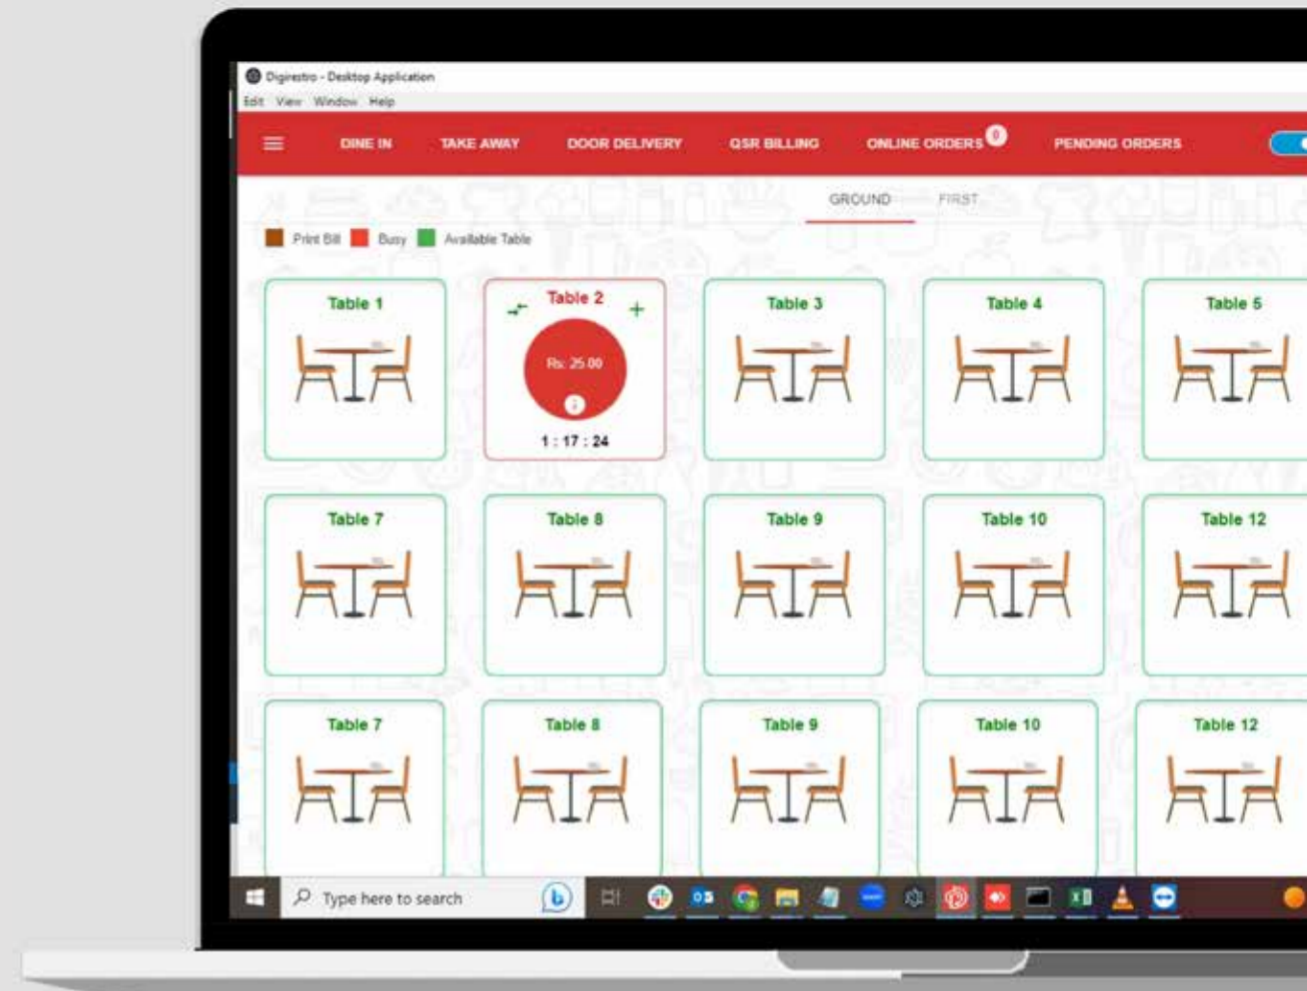 Digirestro - Desktop Application
Edit View Window Help
DINE IN TAKE AWAY DOOR DELIVERY QSR BILLING ONLINE ORDERS 0 PENDING ORDERS
GROUND FIRST
Print Bill Busy Available Table
Table 1 Table 2 Table 3 Table 4 Table 5
Rs: 25.00
1 : 17 : 24
Table 7 Table 8 Table 9 Table 10 Table 12
Table 7 Table 8 Table 9 Table 10 Table 12
Type here to search